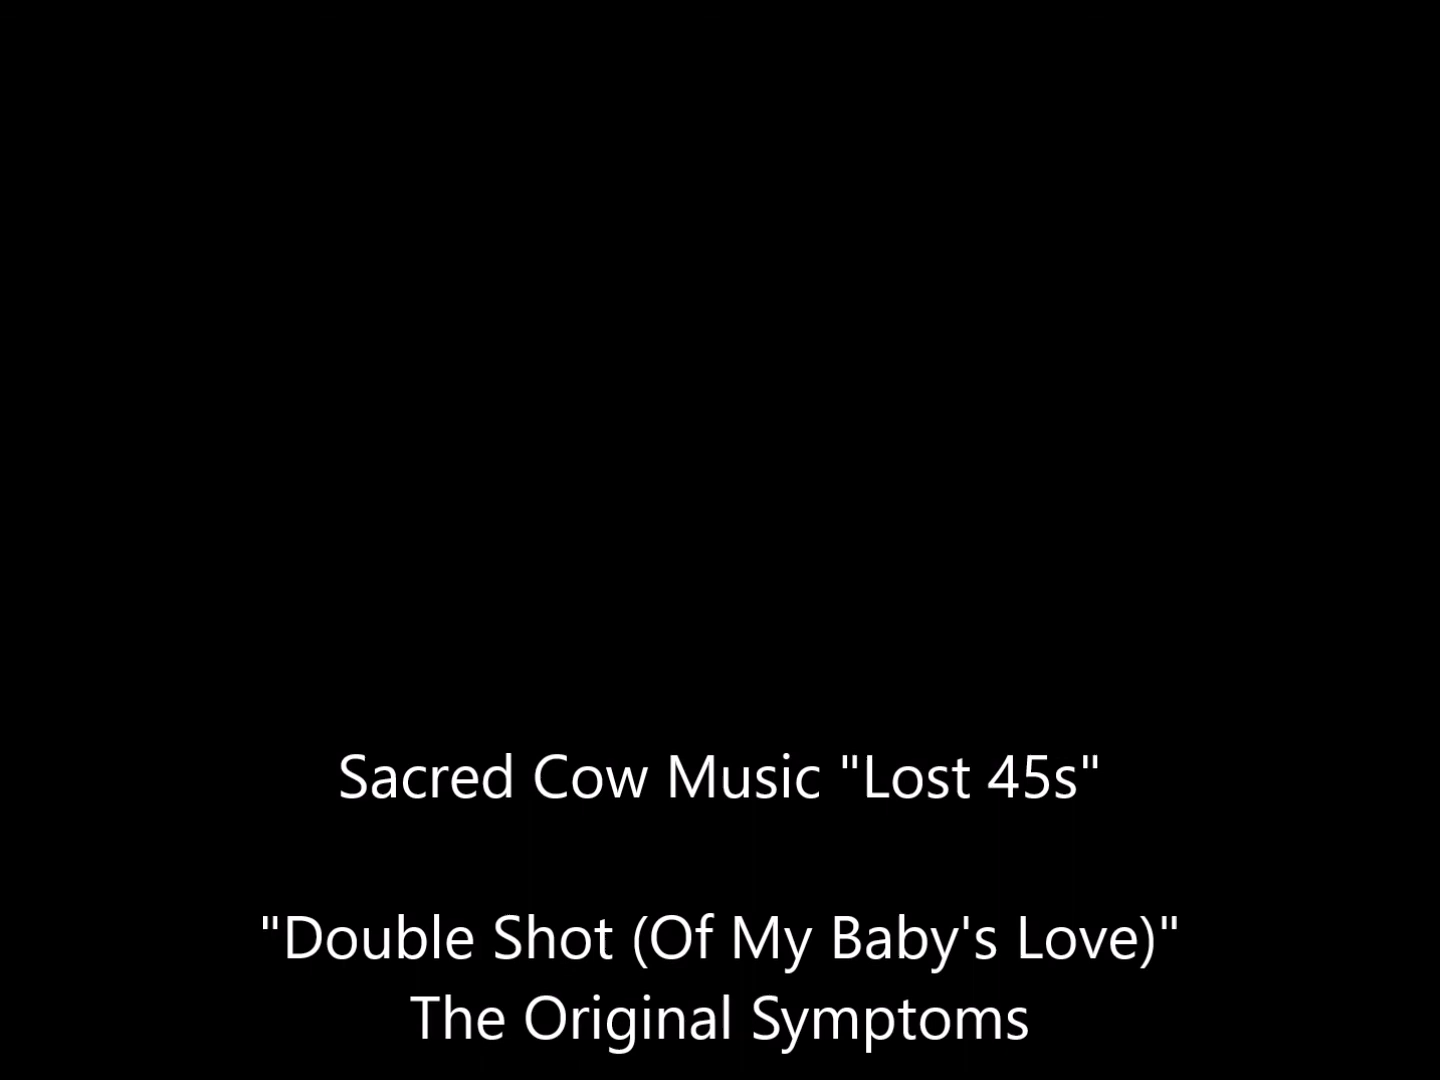 Sacred Cow Music "Lost 45s"
"Double Shot (Of My Baby's Love)"
The Original Symptoms